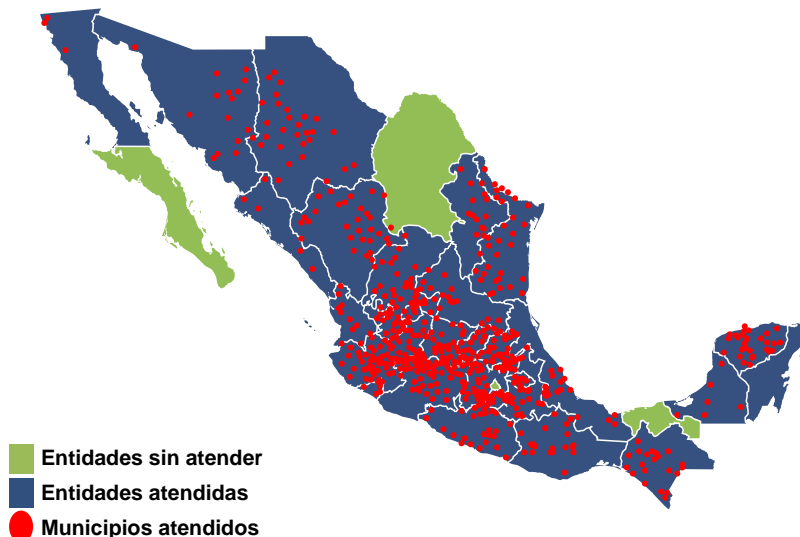 Entidades sin atender
Entidades atendidas
Municipios atendidos